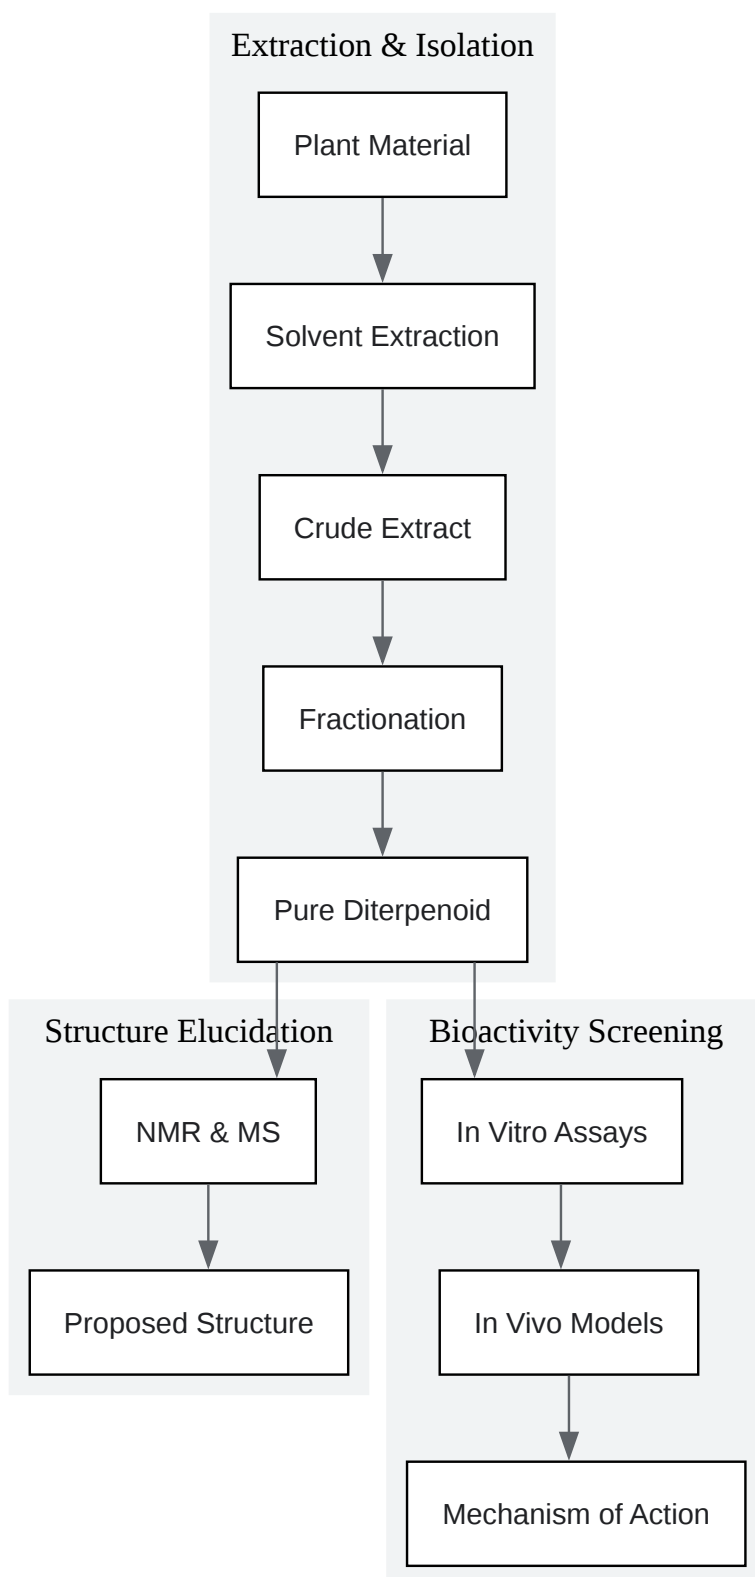 Extraction & Isolation
Plant Material
Solvent Extraction
Crude Extract
Fractionation
Pure Diterpenoid
Structure Elucidation
NMR & MS
Proposed Structure
Bioactivity Screening
In Vitro Assays
In Vivo Models
Mechanism of Action